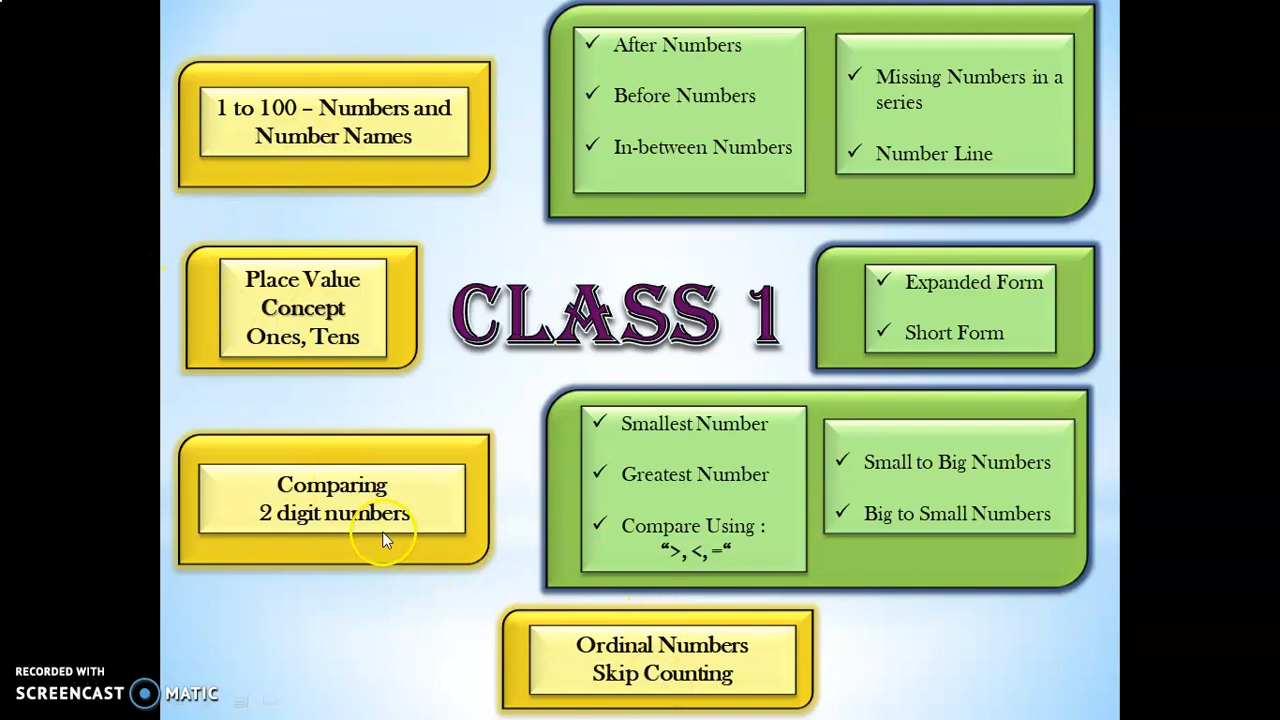 1 to 100 – Numbers and
Number Names
✓ After Numbers
✓ Before Numbers
✓ In-between Numbers
✓ Missing Numbers in a
series
✓ Number Line
Place Value
Concept
Ones, Tens
CLASS 1
✓ Expanded Form
✓ Short Form
Comparing
2 digit numbers
✓ Smallest Number
✓ Greatest Number
✓ Compare Using :
“>, <, =“
✓ Small to Big Numbers
✓ Big to Small Numbers
Ordinal Numbers
Skip Counting
RECORDED WITH
SCREENCAST MATIC